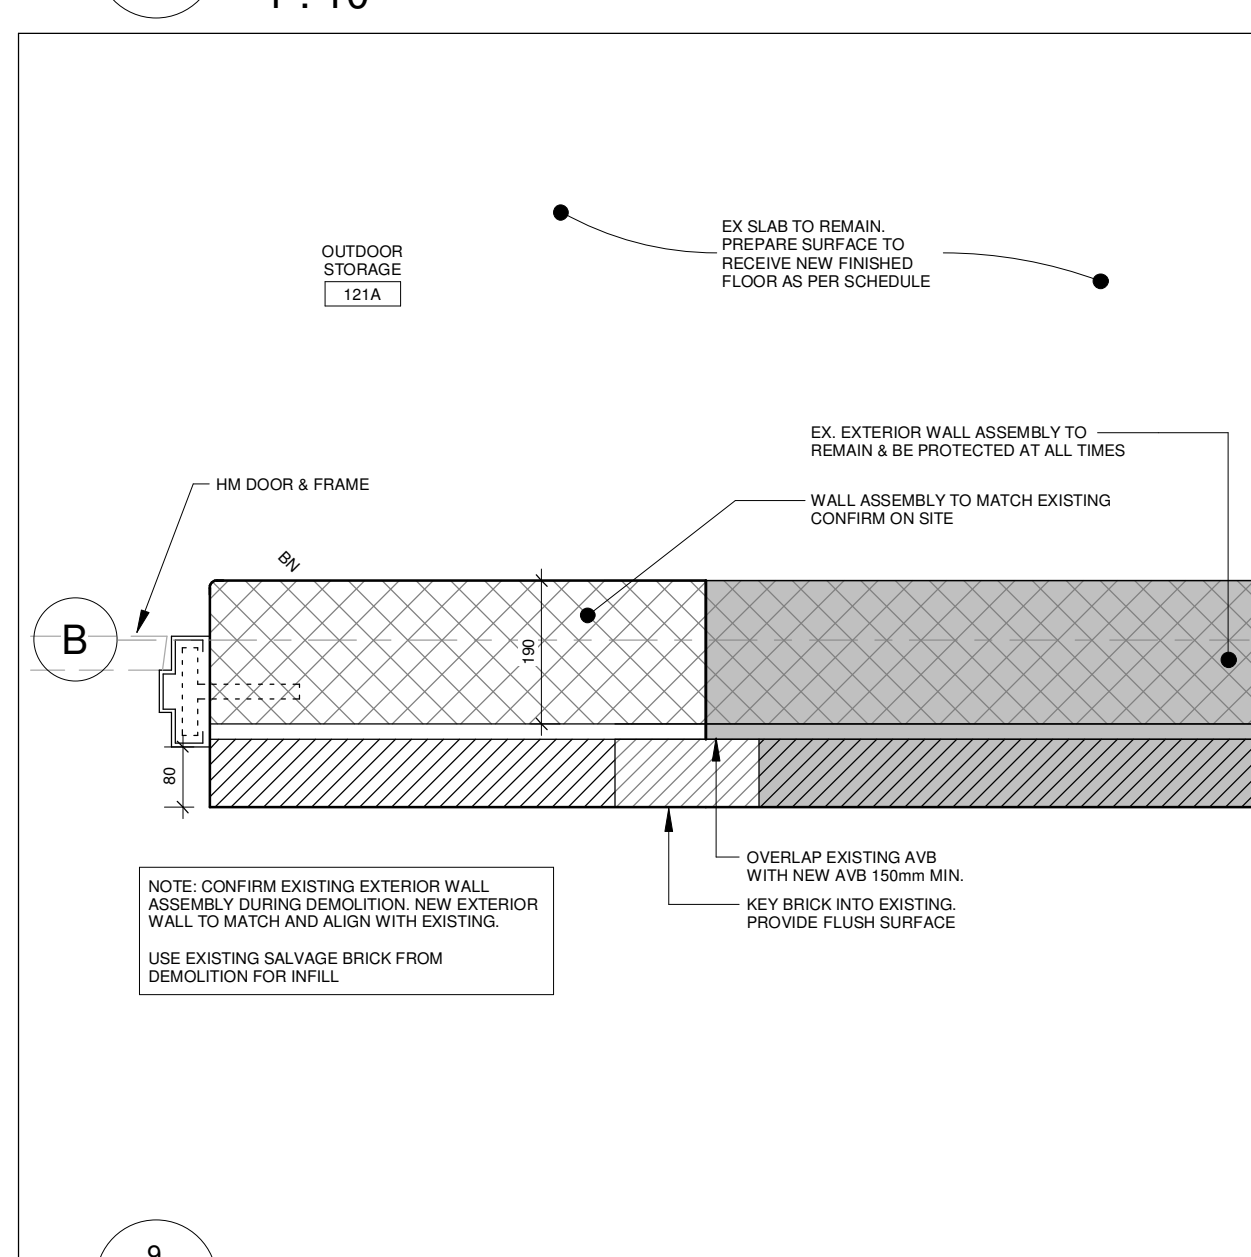 1 : 10
OUTDOOR
STORAGE
121A
EX SLAB TO REMAIN.
PREPARE SURFACE TO
RECEIVE NEW FINISHED
FLOOR AS PER SCHEDULE
EX. EXTERIOR WALL ASSEMBLY TO
REMAIN & BE PROTECTED AT ALL TIMES
HM DOOR & FRAME
WALL ASSEMBLY TO MATCH EXISTING
CONFIRM ON SITE
BN
B
190
80
OVERLAP EXISTING AVB
WITH NEW AVB 150mm MIN.
KEY BRICK INTO EXISTING.
PROVIDE FLUSH SURFACE
NOTE: CONFIRM EXISTING EXTERIOR WALL
ASSEMBLY DURING DEMOLITION. NEW EXTERIOR
WALL TO MATCH AND ALIGN WITH EXISTING.
USE EXISTING SALVAGE BRICK FROM
DEMOLITION FOR INFILL
9